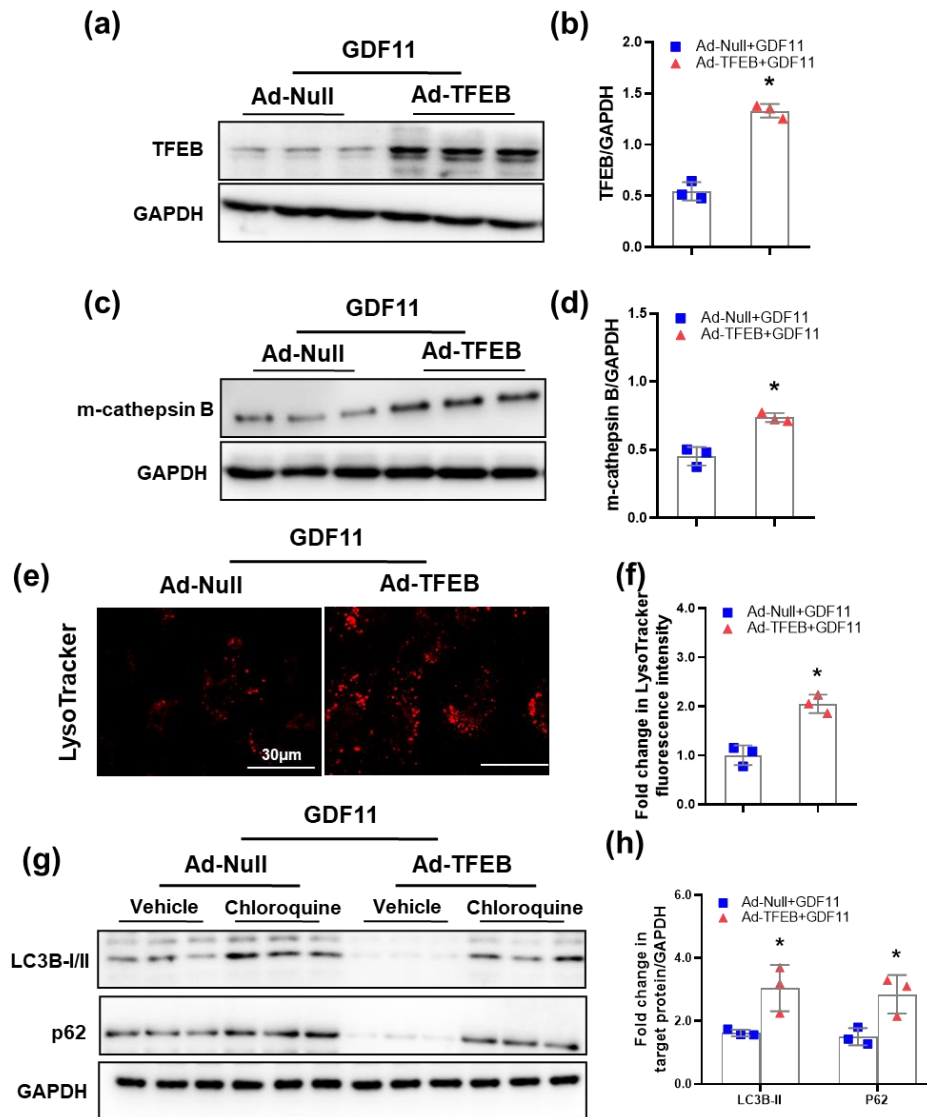 (a)
GDF11
Ad-Null Ad-TFEB
TFEB
GAPDH
(b)
Ad-Null+GDF11
Ad-TFEB+GDF11
2.0
1.5
1.0
0.5
0.0
TFEB/GAPDH
*
(c)
GDF11
Ad-Null Ad-TFEB
m-cathepsin B
GAPDH
(d)
Ad-Null+GDF11
Ad-TFEB+GDF11
1.5
1.0
0.5
0.0
m-cathepsin B/GAPDH
*
(e)
GDF11
Ad-Null Ad-TFEB
LysoTracker
30μm
(f)
Ad-Null+GDF11
Ad-TFEB+GDF11
4.0
3.0
2.0
1.0
0.0
Fold change in LysoTracker
fluorescence intensity
*
(g)
GDF11
Ad-Null Ad-TFEB
Vehicle Chloroquine Vehicle Chloroquine
LC3B-I/II
p62
GAPDH
(h)
Ad-Null+GDF11
Ad-TFEB+GDF11
6.0
4.0
2.0
0.0
Fold change in
target protein/GAPDH
* *
LC3B-II P62